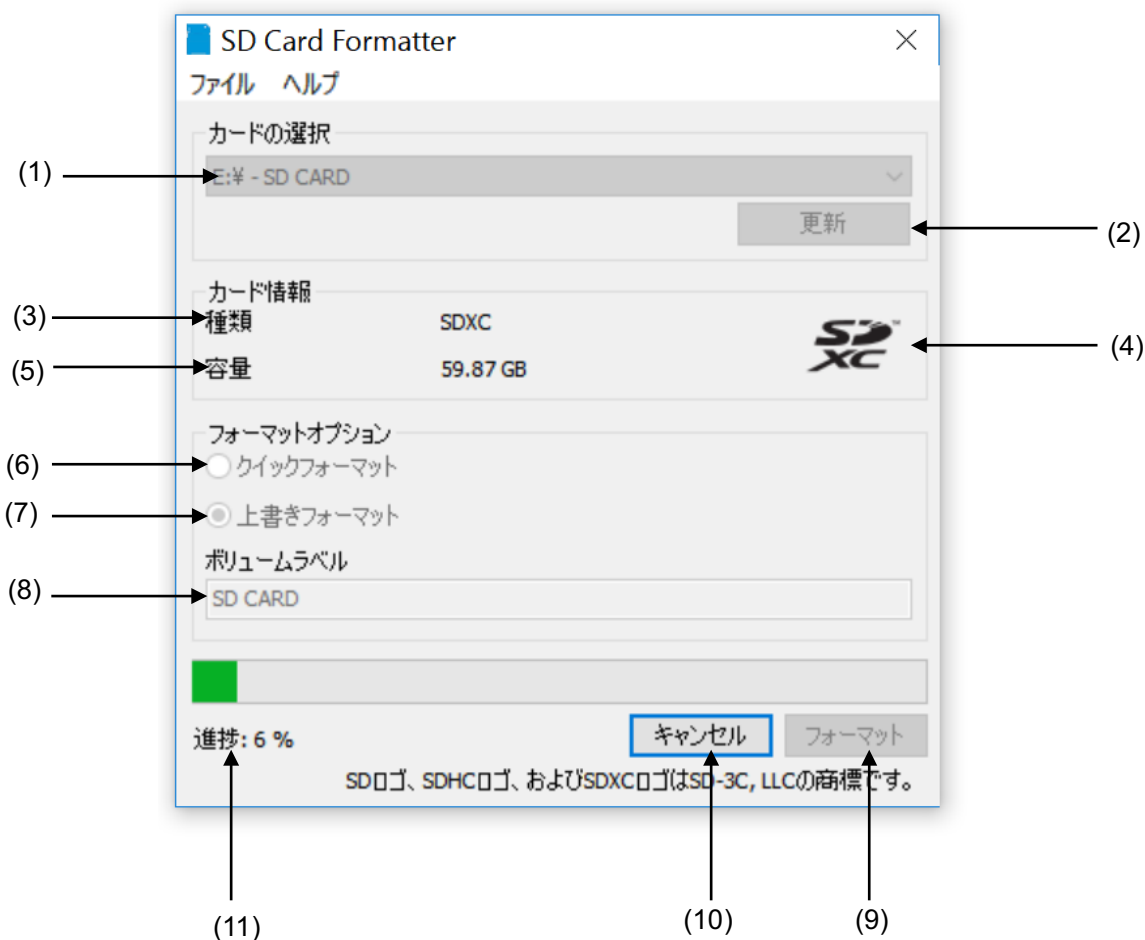 SD Card Formatter
ファイル ヘルプ
カードの選択
(1)
E:¥ - SD CARD
更新
(2)
カード情報
(3)
種類 SDXC
SD XC™
(4)
(5)
容量 59.87 GB
フォーマットオプション
(6)
クイックフォーマット
(7)
上書きフォーマット
ボリュームラベル
(8)
SD CARD
進捗: 6 %
キャンセル
フォーマット
SDロゴ、SDHCロゴ、およびSDXCロゴはSD-3C, LLCの商標です。
(11)
(10)
(9)